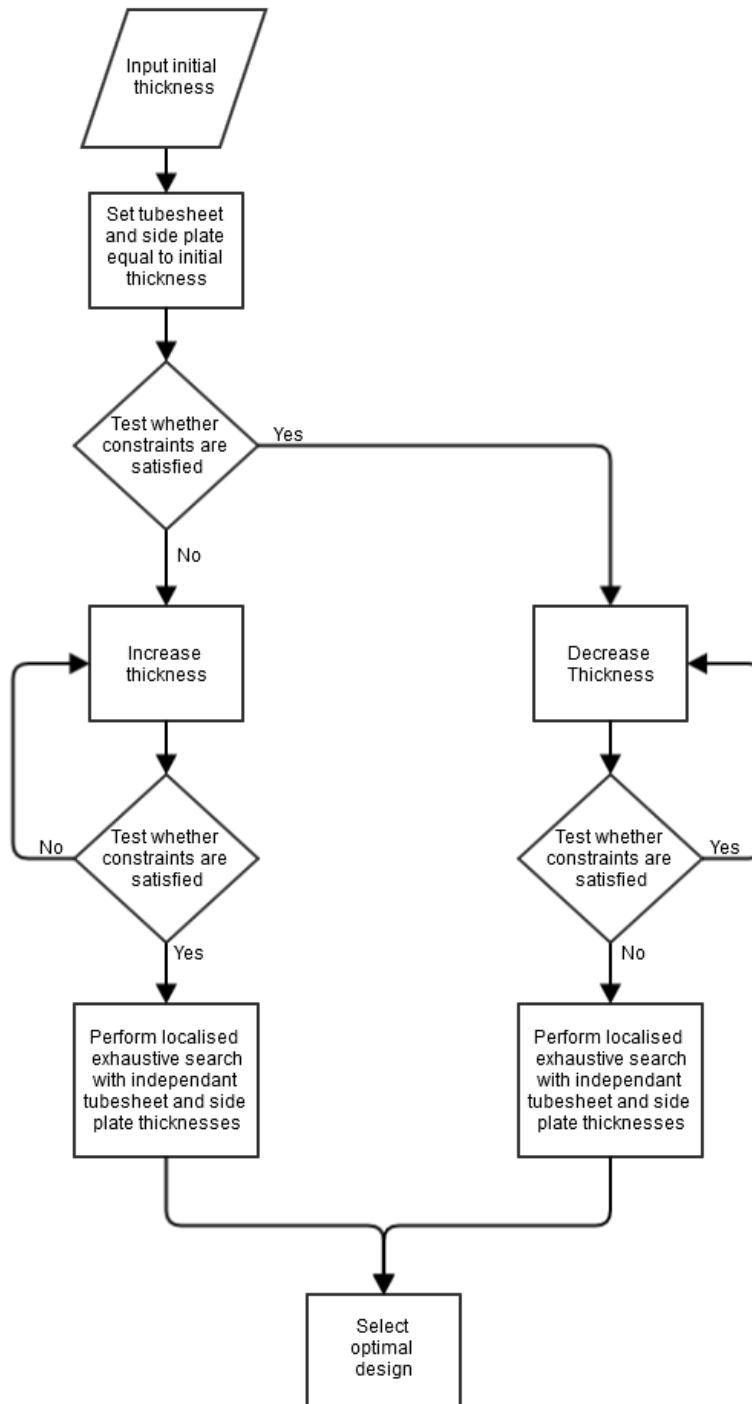 Input initial
thickness
Set tubesheet
and side plate
equal to initial
thickness
Test whether
constraints are
satisfied
Yes
No
Increase
thickness
Decrease
Thickness
Test whether
constraints are
satisfied
No
Yes
Test whether
constraints are
satisfied
Yes
No
Perform localised
exhaustive search
with independant
tubesheet and side
plate thicknesses
Perform localised
exhaustive search
with independant
tubesheet and side
plate thicknesses
Select
optimal
design